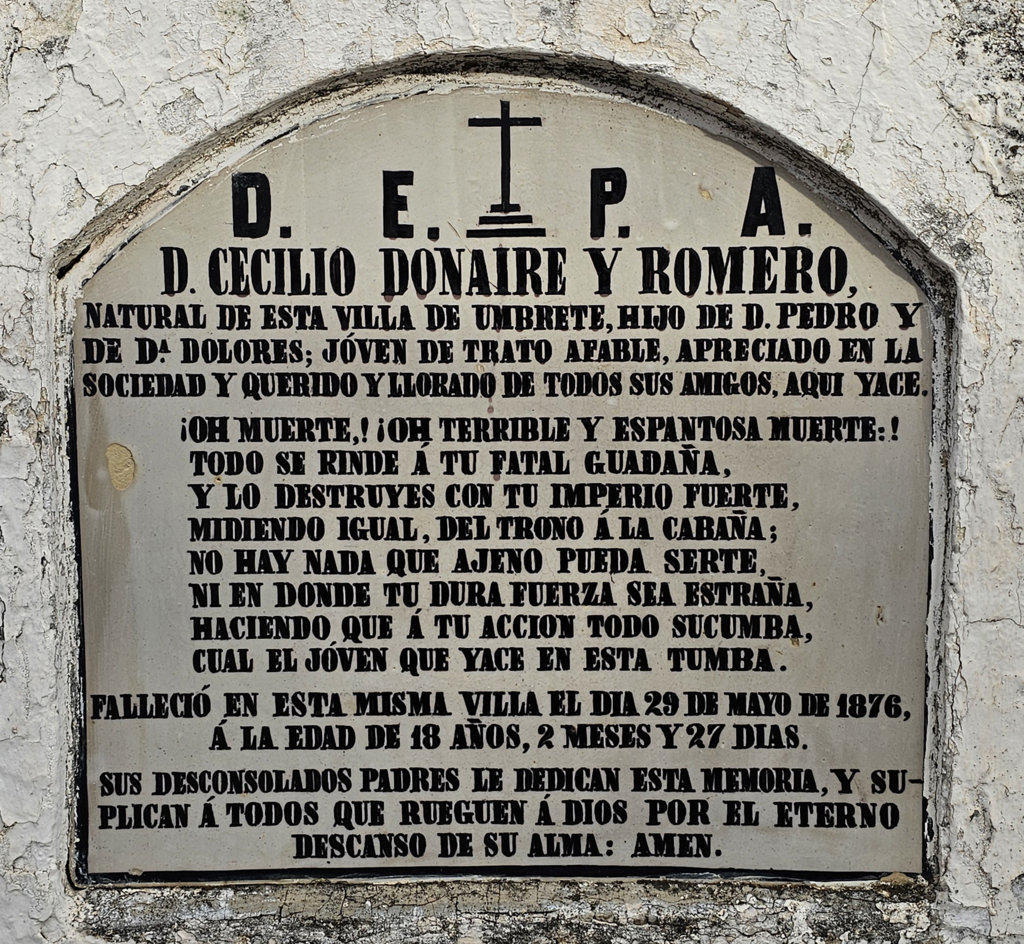 D. E. P. A.
D. CECILIO DONAIRE Y ROMERO,
NATURAL DE ESTA VILLA DE UMBRETE, HIJO DE D. PEDRO Y
DE D.ª DOLORES; JÓVEN DE TRATO AFABLE, APRECIADO EN LA
SOCIEDAD Y QUERIDO Y LLORADO DE TODOS SUS AMIGOS, AQUI YACE.
¡OH MUERTE,! ¡OH TERRIBLE Y ESPANTOSA MUERTE:!
TODO SE RINDE Á TU FATAL GUADAÑA,
Y LO DESTRUYES CON TU IMPERIO FUERTE,
MIDIENDO IGUAL, DEL TRONO Á LA CABAÑA;
NO HAY NADA QUE AJENO PUEDA SERTE,
NI EN DONDE TU DURA FUERZA SEA ESTRAÑA,
HACIENDO QUE Á TU ACCION TODO SUCUMBA,
CUAL EL JÓVEN QUE YACE EN ESTA TUMBA.
FALLECIÓ EN ESTA MISMA VILLA EL DIA 29 DE MAYO DE 1876,
Á LA EDAD DE 18 AÑOS, 2 MESES Y 27 DIAS.
SUS DESCONSOLADOS PADRES LE DEDICAN ESTA MEMORIA, Y SU-
PLICAN Á TODOS QUE RUEGUEN Á DIOS POR EL ETERNO
DESCANSO DE SU ALMA: AMEN.